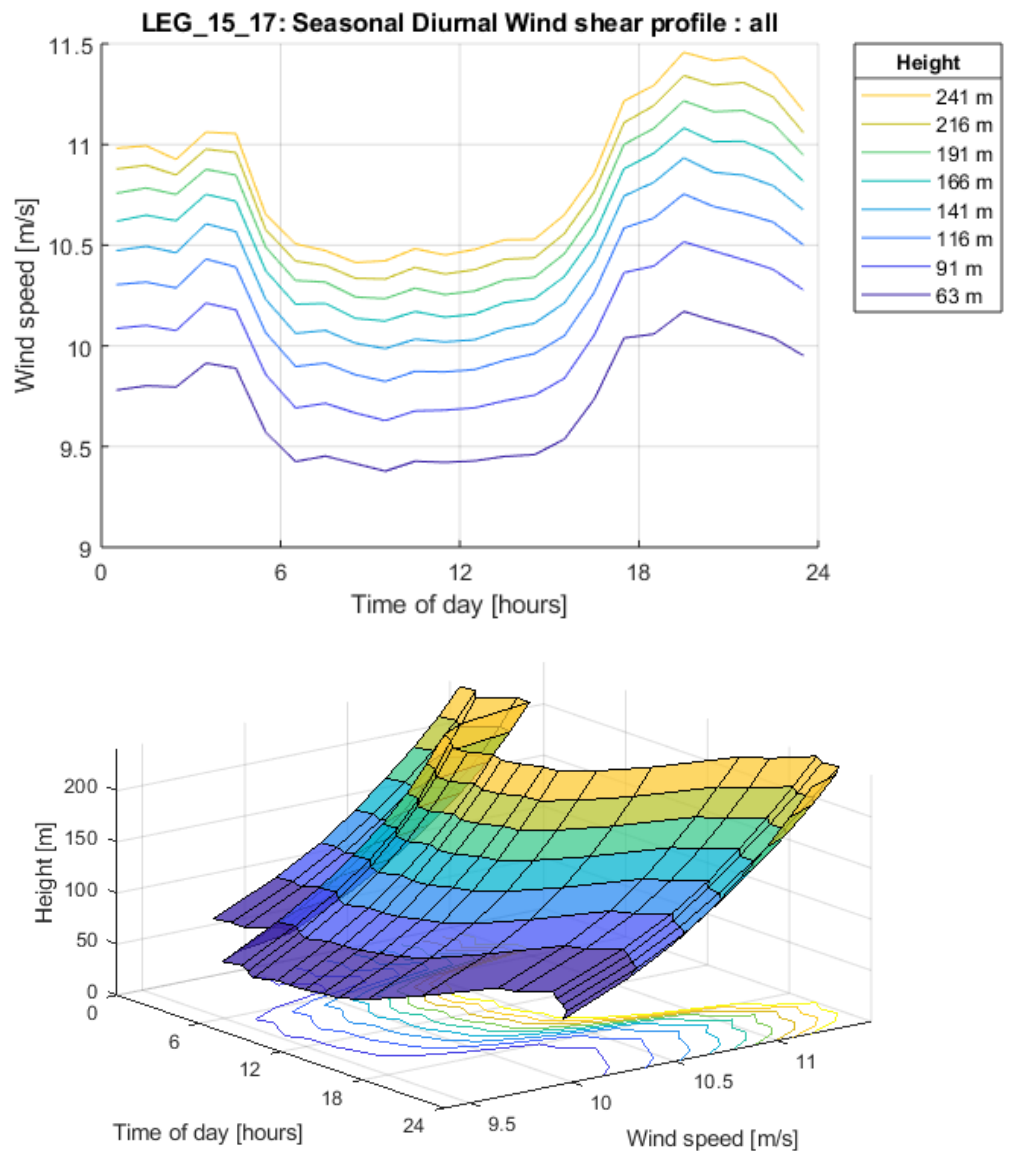 LEG_15_17: Seasonal Diurnal Wind shear profile : all
11.5
11
10.5
10
9.5
9
Wind speed [m/s]
0
6
12
18
24
Time of day [hours]
Height
241 m
216 m
191 m
166 m
141 m
116 m
91 m
63 m
200
150
100
50
0
Height [m]
0
6
12
18
24
Time of day [hours]
9.5
10
10.5
11
Wind speed [m/s]